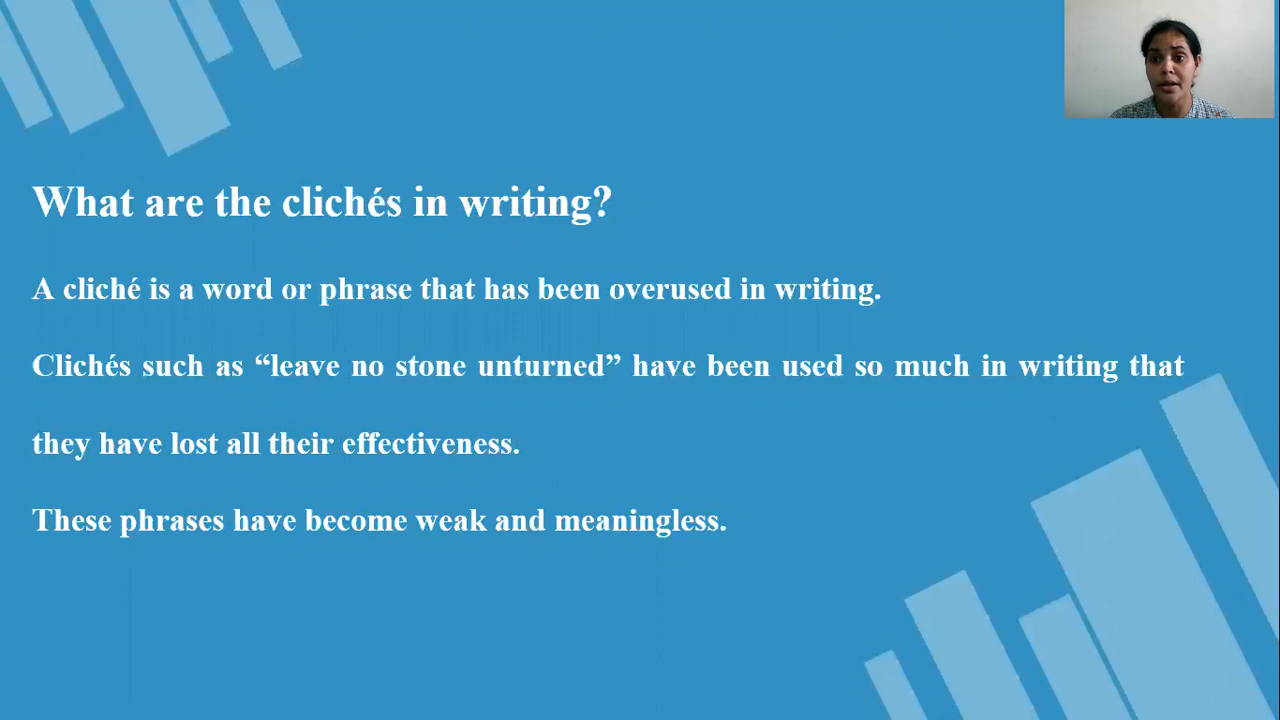 What are the clichés in writing?
A cliché is a word or phrase that has been overused in writing.
Clichés such as “leave no stone unturned” have been used so much in writing that
they have lost all their effectiveness.
These phrases have become weak and meaningless.